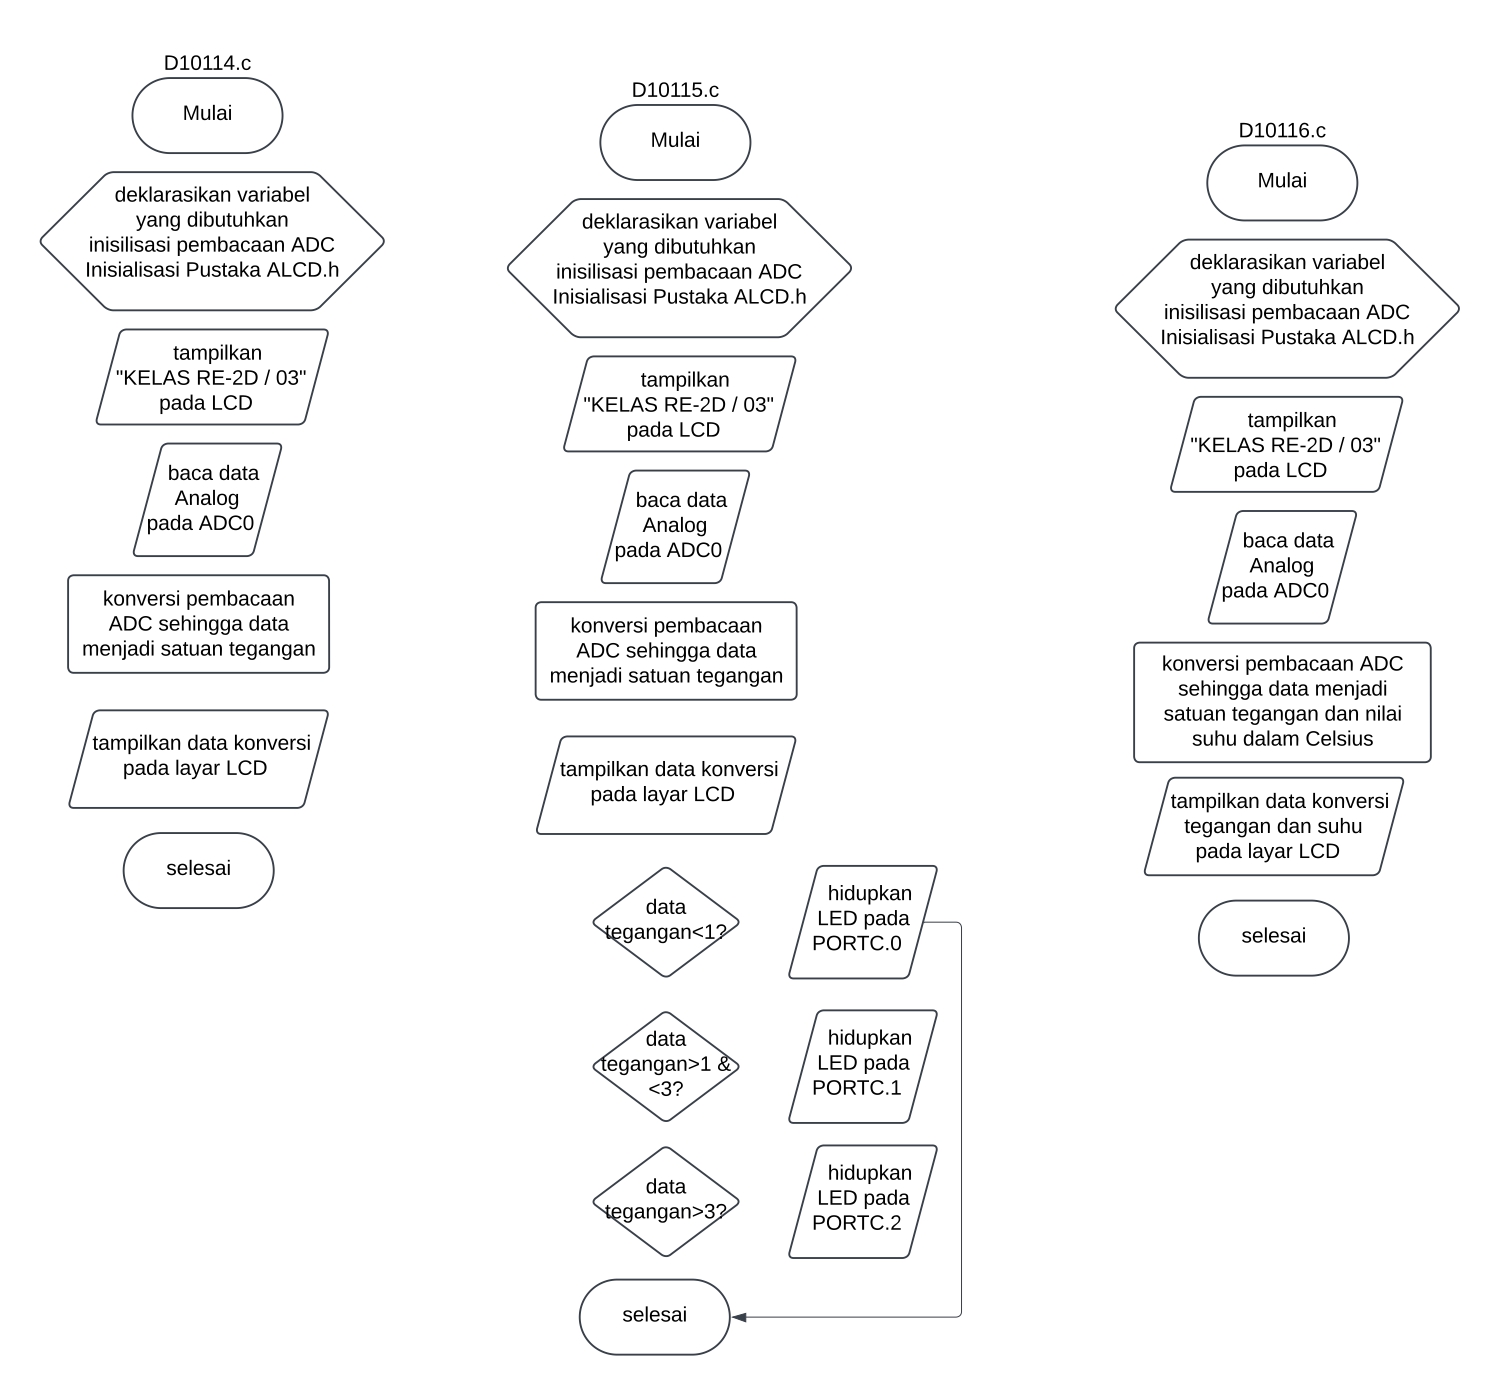 D10114.c
Mulai
deklarasikan variabel
yang dibutuhkan
inisilisasi pembacaan ADC
Inisialisasi Pustaka ALCD.h
tampilkan
"KELAS RE-2D / 03"
pada LCD
baca data
Analog
pada ADC0
konversi pembacaan
ADC sehingga data
menjadi satuan tegangan
tampilkan data konversi
pada layar LCD
selesai
D10115.c
Mulai
deklarasikan variabel
yang dibutuhkan
inisilisasi pembacaan ADC
Inisialisasi Pustaka ALCD.h
tampilkan
"KELAS RE-2D / 03"
pada LCD
baca data
Analog
pada ADC0
konversi pembacaan
ADC sehingga data
menjadi satuan tegangan
tampilkan data konversi
pada layar LCD
data
tegangan<1?
hidupkan
LED pada
PORTC.0
data
tegangan>1 &
<3?
hidupkan
LED pada
PORTC.1
data
tegangan>3?
hidupkan
LED pada
PORTC.2
selesai
D10116.c
Mulai
deklarasikan variabel
yang dibutuhkan
inisilisasi pembacaan ADC
Inisialisasi Pustaka ALCD.h
tampilkan
"KELAS RE-2D / 03"
pada LCD
baca data
Analog
pada ADC0
konversi pembacaan ADC
sehingga data menjadi
satuan tegangan dan nilai
suhu dalam Celsius
tampilkan data konversi
tegangan dan suhu
pada layar LCD
selesai